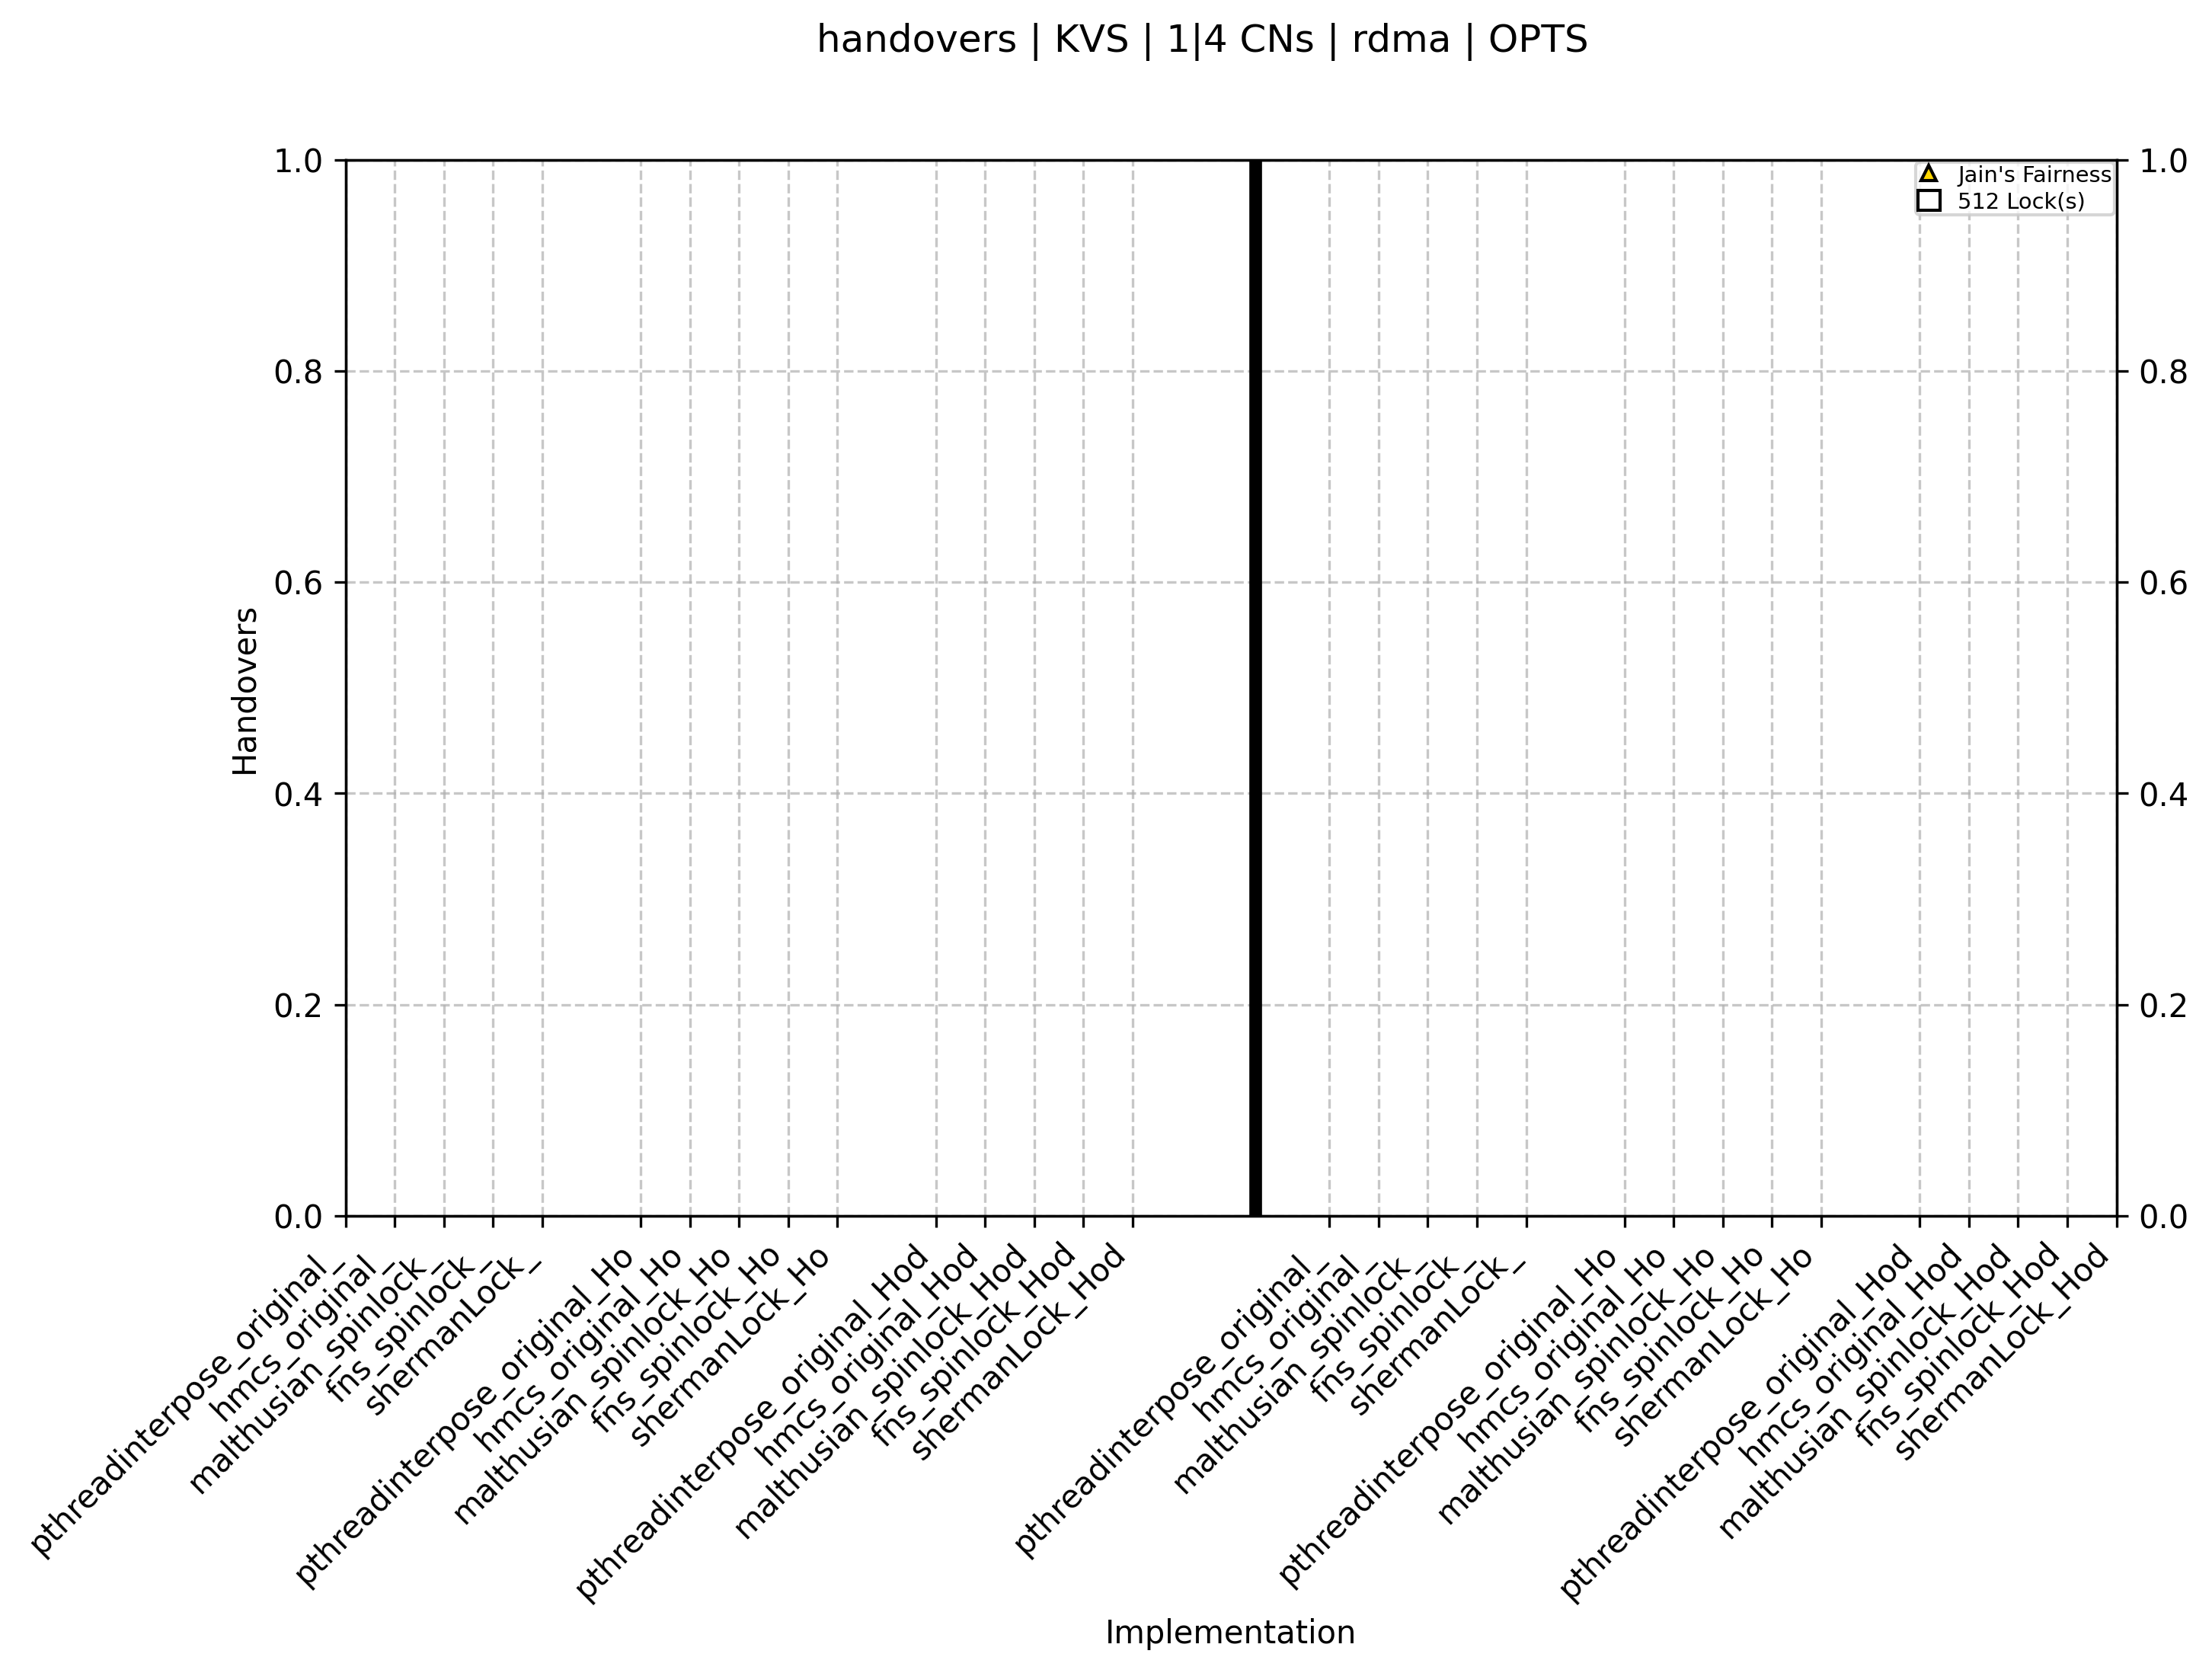 handovers | KVS | 1|4 CNs | rdma | OPTS
Jain's Fairness
512 Lock(s)
Handovers
1.0
0.8
0.6
0.4
0.2
0.0
1.0
0.8
0.6
0.4
0.2
0.0
pthreadinterpose_original_
hmcs_original_
malthusian_spinlock_
fns_spinlock_
shermanLock_
pthreadinterpose_original_Ho
hmcs_original_Ho
malthusian_spinlock_Ho
fns_spinlock_Ho
shermanLock_Ho
pthreadinterpose_original_Hod
hmcs_original_Hod
malthusian_spinlock_Hod
fns_spinlock_Hod
shermanLock_Hod
pthreadinterpose_original_
hmcs_original_
malthusian_spinlock_
fns_spinlock_
shermanLock_
pthreadinterpose_original_Ho
hmcs_original_Ho
malthusian_spinlock_Ho
fns_spinlock_Ho
shermanLock_Ho
pthreadinterpose_original_Hod
hmcs_original_Hod
malthusian_spinlock_Hod
fns_spinlock_Hod
shermanLock_Hod
Implementation